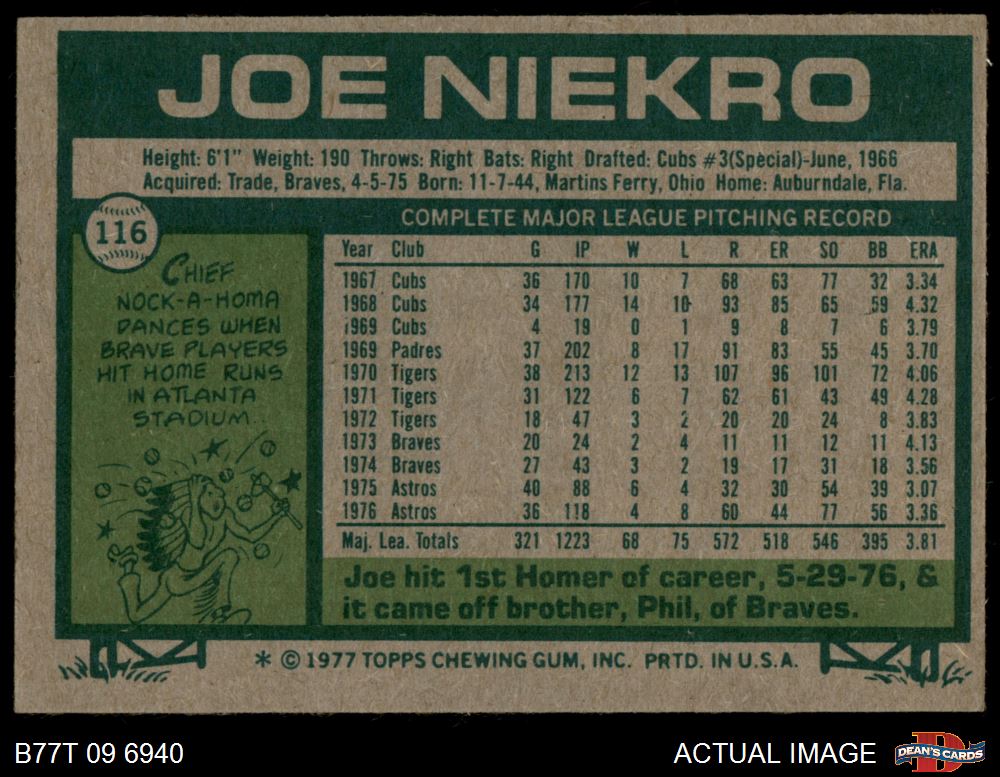 JOE NIEKRO
Height: 6'1" Weight: 190 Throws: Right Bats: Right Drafted: Cubs #3(Special)-June, 1966
Acquired: Trade, Braves, 4-5-75 Born: 11-7-44, Martins Ferry, Ohio Home: Auburndale, Fla.
116
CHIEF
NOCK-A-HOMA
DANCES WHEN
BRAVE PLAYERS
HIT HOME RUNS
IN ATLANTA
STADIUM..
COMPLETE MAJOR LEAGUE PITCHING RECORD
Year Club G IP W L R ER SO BB ERA
1967 Cubs 36 170 10 7 68 63 77 32 3.34
1968 Cubs 34 177 14 10 93 85 65 59 4.32
1969 Cubs 4 19 0 1 9 8 7 6 3.79
1969 Padres 37 202 8 17 91 83 55 45 3.70
1970 Tigers 38 213 12 13 107 96 101 72 4.06
1971 Tigers 31 122 6 7 62 61 43 49 4.28
1972 Tigers 18 47 3 2 20 20 24 8 3.83
1973 Braves 20 24 2 4 11 11 12 11 4.13
1974 Braves 27 43 3 2 19 17 31 18 3.56
1975 Astros 40 88 6 4 32 30 54 39 3.07
1976 Astros 36 118 4 8 60 44 77 56 3.36
Maj. Lea. Totals 321 1223 68 75 572 518 546 395 3.81
Joe hit 1st Homer of career, 5-29-76, &
it came off brother, Phil, of Braves.
* © 1977 TOPPS CHEWING GUM, INC. PRTD. IN U.S.A.
B77T 09 6940
ACTUAL IMAGE
DEAN'S CARDS